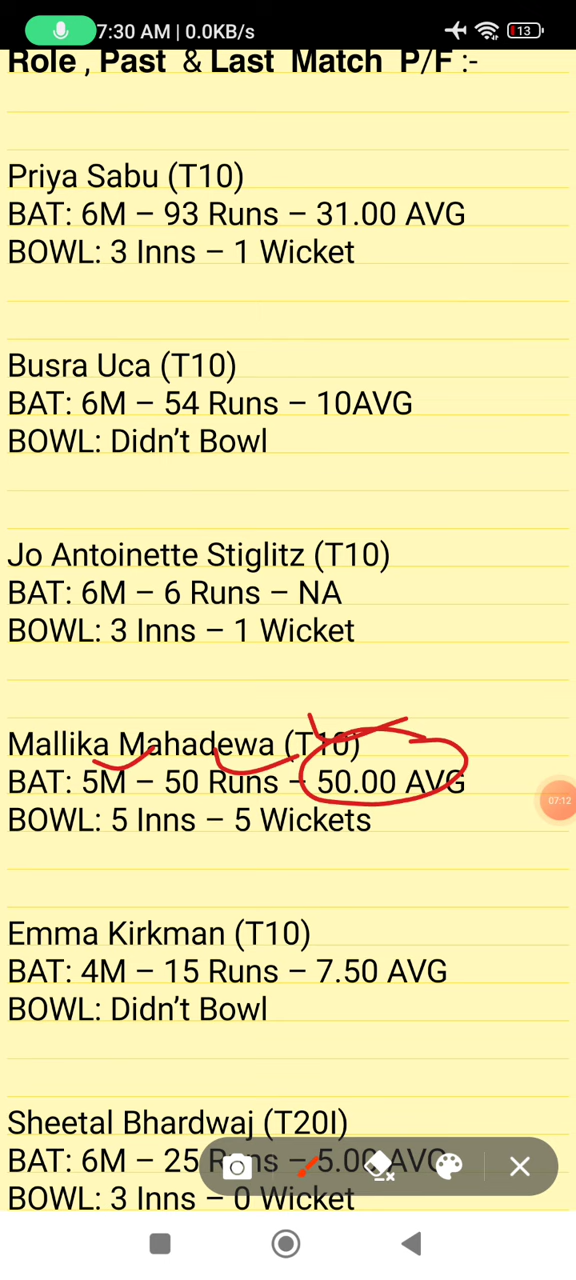 7:30 AM | 0.0KB/s
13
Role , Past & Last Match P/F :-
Priya Sabu (T10)
BAT: 6M – 93 Runs – 31.00 AVG
BOWL: 3 Inns – 1 Wicket
Busra Uca (T10)
BAT: 6M – 54 Runs – 10AVG
BOWL: Didn’t Bowl
Jo Antoinette Stiglitz (T10)
BAT: 6M – 6 Runs – NA
BOWL: 3 Inns – 1 Wicket
Mallika Mahadewa (T10)
BAT: 5M – 50 Runs – 50.00 AVG
07:12
BOWL: 5 Inns – 5 Wickets
Emma Kirkman (T10)
BAT: 4M – 15 Runs – 7.50 AVG
BOWL: Didn’t Bowl
Sheetal Bhardwaj (T20I)
BAT: 6M – 25 Runs – 5.00 AVG
BOWL: 3 Inns – 0 Wicket